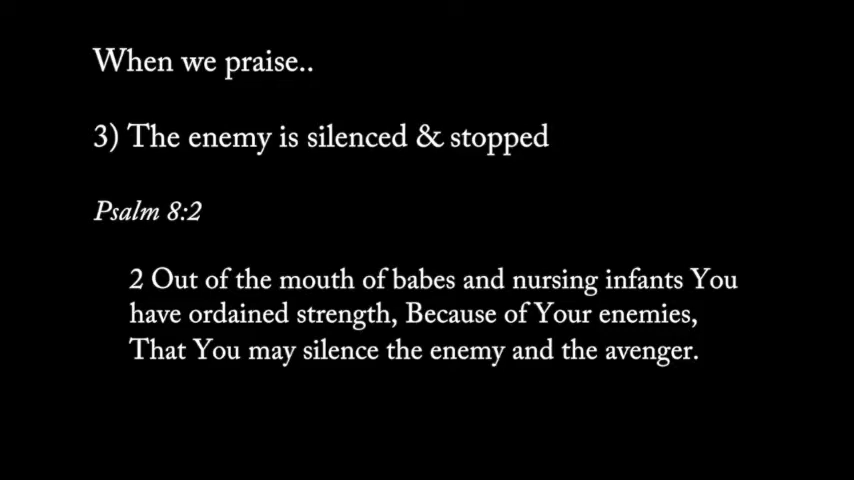 When we praise..
3) The enemy is silenced & stopped
Psalm 8:2
2 Out of the mouth of babes and nursing infants You
have ordained strength, Because of Your enemies,
That You may silence the enemy and the avenger.